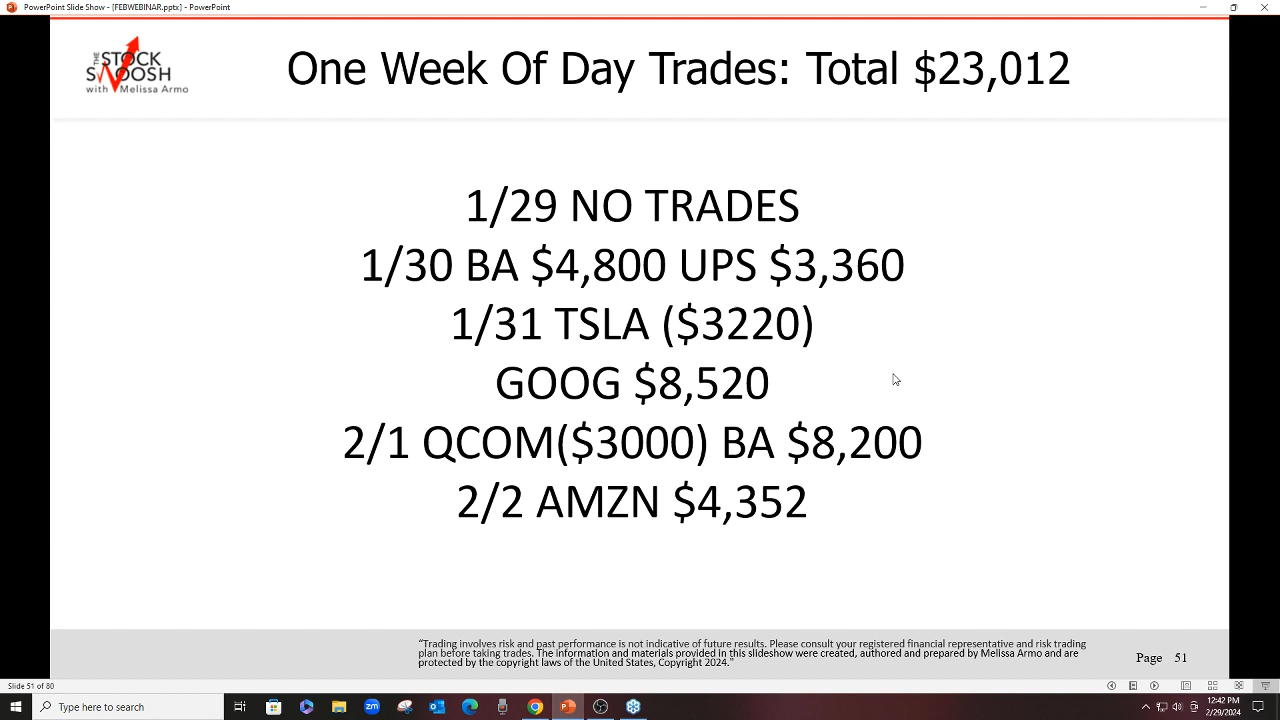 PowerPoint Slide Show - [FEBWEBINAR.pptx] - PowerPoint
THE
STOCK
SWOOSH
with Melissa Armo
One Week Of Day Trades: Total $23,012
1/29 NO TRADES
1/30 BA $4,800 UPS $3,360
1/31 TSLA ($3220)
GOOG $8,520
2/1 QCOM($3000) BA $8,200
2/2 AMZN $4,352
"Trading involves risk and past performance is not indicative of future results. Please consult your registered financial representative and risk trading
plan before taking trades. The information and materials provided in this slideshow were created, authored and prepared by Melissa Armo and are
protected by the copyright laws of the United States, Copyright 2024."
Page 51
Slide 51 of 80
Type here to search
zm
12:42 PM
2/29/2024